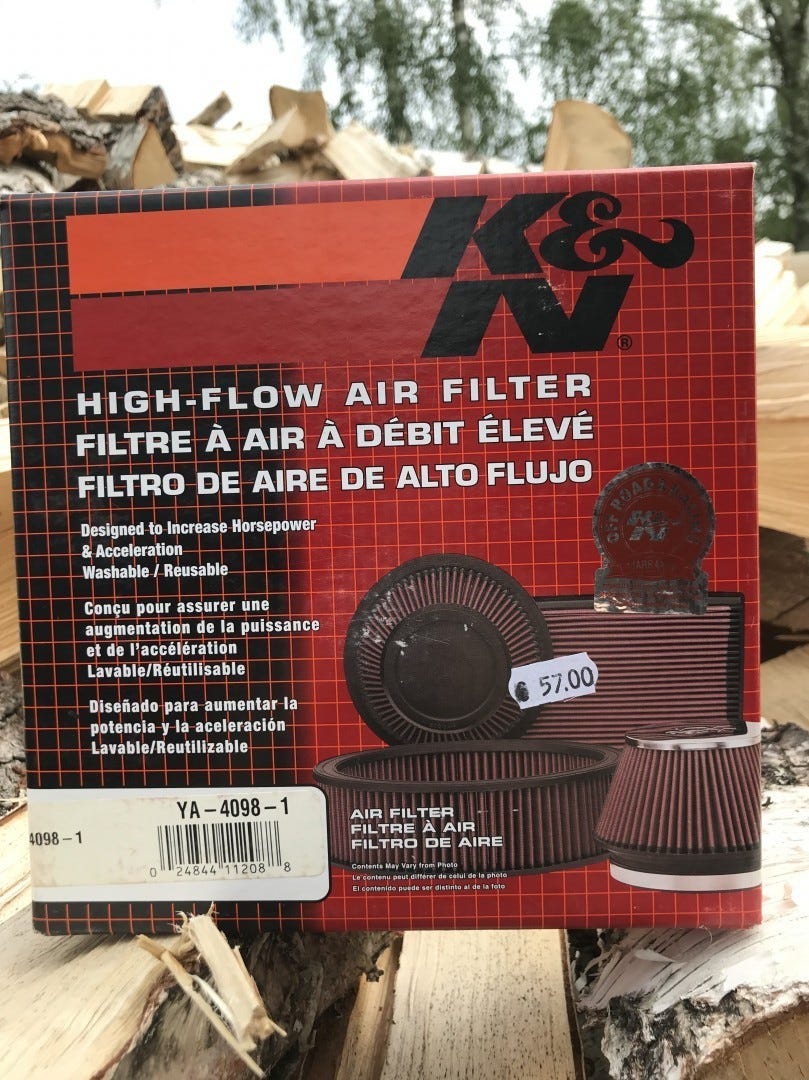 K&
N®
HIGH-FLOW AIR FILTER
FILTRE À AIR À DÉBIT ÉLEVÉ
FILTRO DE AIRE DE ALTO FLUJO
Designed to Increase Horsepower
& Acceleration
Washable / Reusable
Conçu pour assurer une
augmentation de la puissance
et de l'accélération
Lavable/Réutilisable
Diseñado para aumentar la
potencia y la aceleración
Lavable/Reutilizable
K&N
€ 57.00
YA-4098-1
4098-1
0 24844 11208 8
AIR FILTER
FILTRE À AIR
FILTRO DE AIRE
Contents May Vary from Photo
Le contenu peut différer de celui de la photo
El contenido puede ser distinto al de la foto